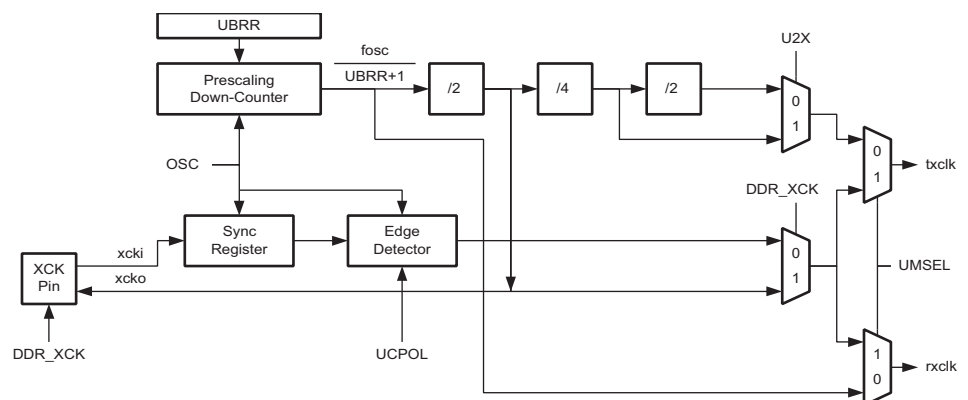 UBRR
fosc
UBRR+1
Prescaling
Down-Counter
/2
/4
/2
U2X
0
1
OSC
0
1
txclk
DDR_XCK
Sync
Register
Edge
Detector
0
1
xcki
xcko
XCK
Pin
UMSEL
DDR_XCK
UCPOL
1
0
rxclk